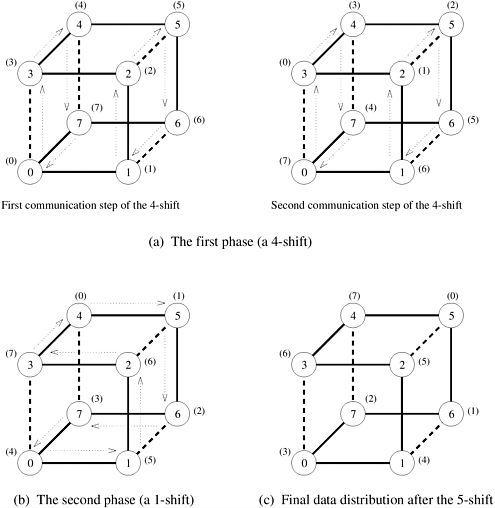 (4) (5) (3) (2)
4 5 4 5
(3) (0)
3 2 (2) 3 2 (1)
(7) (4)
7 6 (6) 7 6 (5)
(0) (7)
0 1 (1) 0 1 (6)
First communication step of the 4-shift Second communication step of the 4-shift
(a) The first phase (a 4-shift)
(0) (1) (7) (0)
4 5 4 5
(7) (6)
3 2 (6) 3 2 (5)
(3) (2)
7 6 (2) 7 6 (1)
(4) (3)
0 1 (5) 0 1 (4)
(b) The second phase (a 1-shift) (c) Final data distribution after the 5-shift